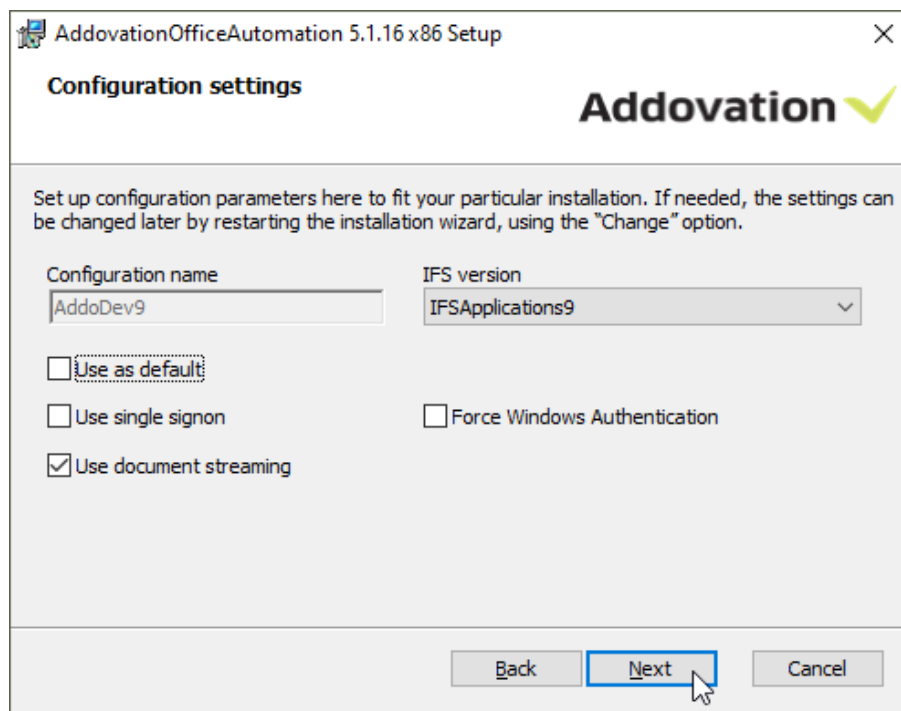 AddovationOfficeAutomation 5.1.16 x86 Setup
Configuration settings
Addovation
Set up configuration parameters here to fit your particular installation. If needed, the settings can
be changed later by restarting the installation wizard, using the “Change” option.
Configuration name
IFS version
AddoDev9
IFSApplications9
Use as default
Use single signon
Force Windows Authentication
Use document streaming
Back
Next
Cancel